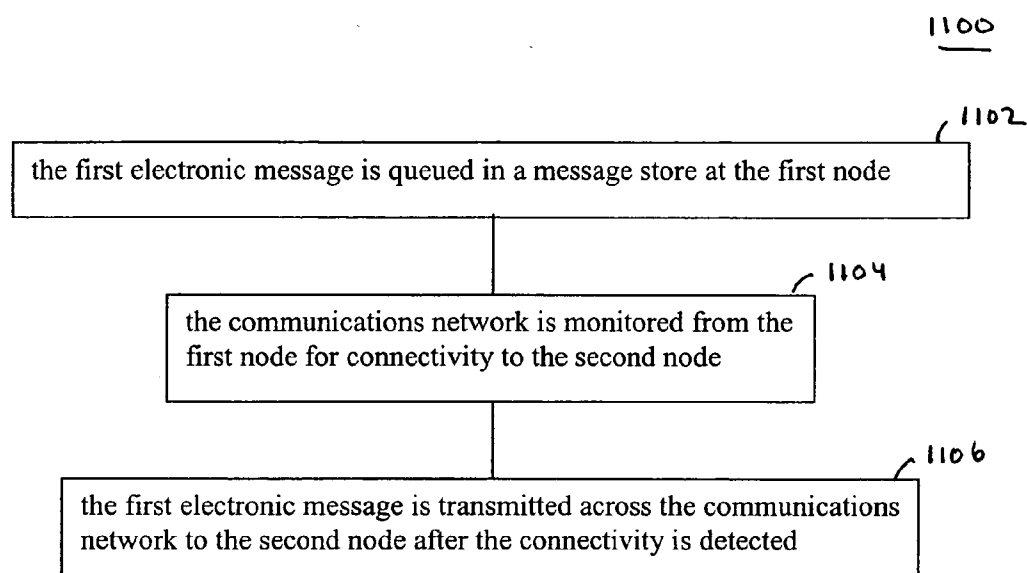 1100
1102
the first electronic message is queued in a message store at the first node
1104
the communications network is monitored from the
first node for connectivity to the second node
1106
the first electronic message is transmitted across the communications
network to the second node after the connectivity is detected